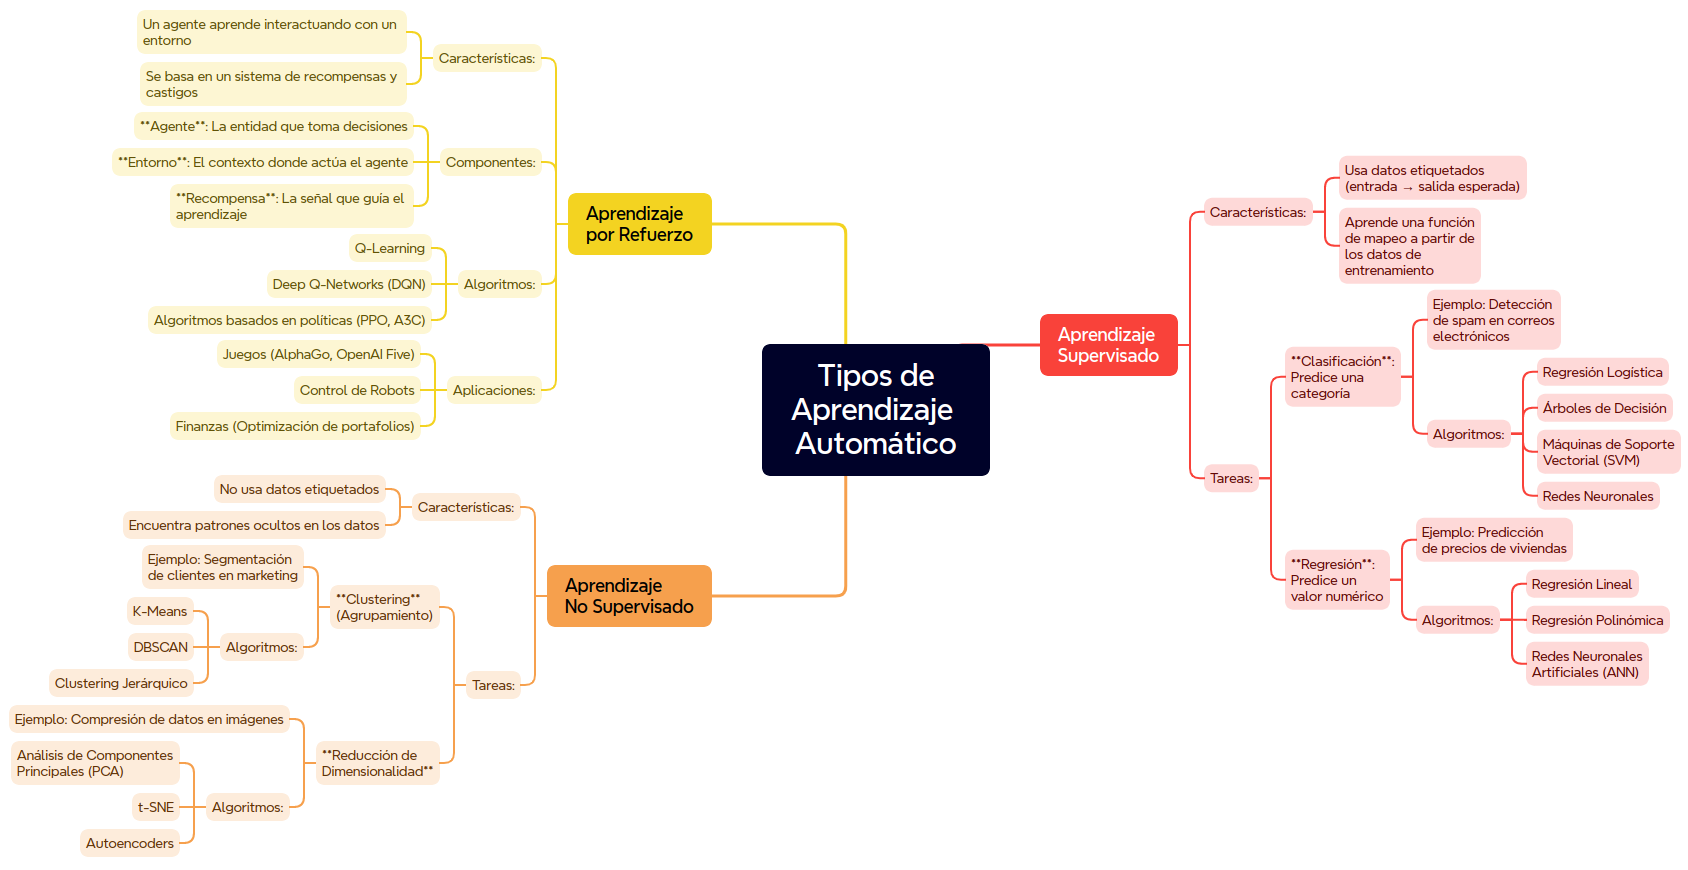 Tipos de
Aprendizaje
Automático
Aprendizaje
Supervisado
Características:
Usa datos etiquetados
(entrada → salida esperada)
Aprende una función
de mapeo a partir de
los datos de
entrenamiento
Tareas:
**Clasificación**:
Predice una
categoría
Ejemplo: Detección
de spam en correos
electrónicos
Algoritmos:
Regresión Logística
Árboles de Decisión
Máquinas de Soporte
Vectorial (SVM)
Redes Neuronales
**Regresión**:
Predice un
valor numérico
Ejemplo: Predicción
de precios de viviendas
Algoritmos:
Regresión Lineal
Regresión Polinómica
Redes Neuronales
Artificiales (ANN)
Aprendizaje
No Supervisado
Características:
No usa datos etiquetados
Encuentra patrones ocultos en los datos
Tareas:
**Clustering**
(Agrupamiento)
Ejemplo: Segmentación
de clientes en marketing
Algoritmos:
K-Means
DBSCAN
Clustering Jerárquico
**Reducción de
Dimensionalidad**
Ejemplo: Compresión de datos en imágenes
Algoritmos:
Análisis de Componentes
Principales (PCA)
t-SNE
Autoencoders
Aprendizaje
por Refuerzo
Características:
Un agente aprende interactuando con un
entorno
Se basa en un sistema de recompensas y
castigos
Componentes:
**Agente**: La entidad que toma decisiones
**Entorno**: El contexto donde actúa el agente
**Recompensa**: La señal que guía el
aprendizaje
Algoritmos:
Q-Learning
Deep Q-Networks (DQN)
Algoritmos basados en políticas (PPO, A3C)
Aplicaciones:
Juegos (AlphaGo, OpenAI Five)
Control de Robots
Finanzas (Optimización de portafolios)